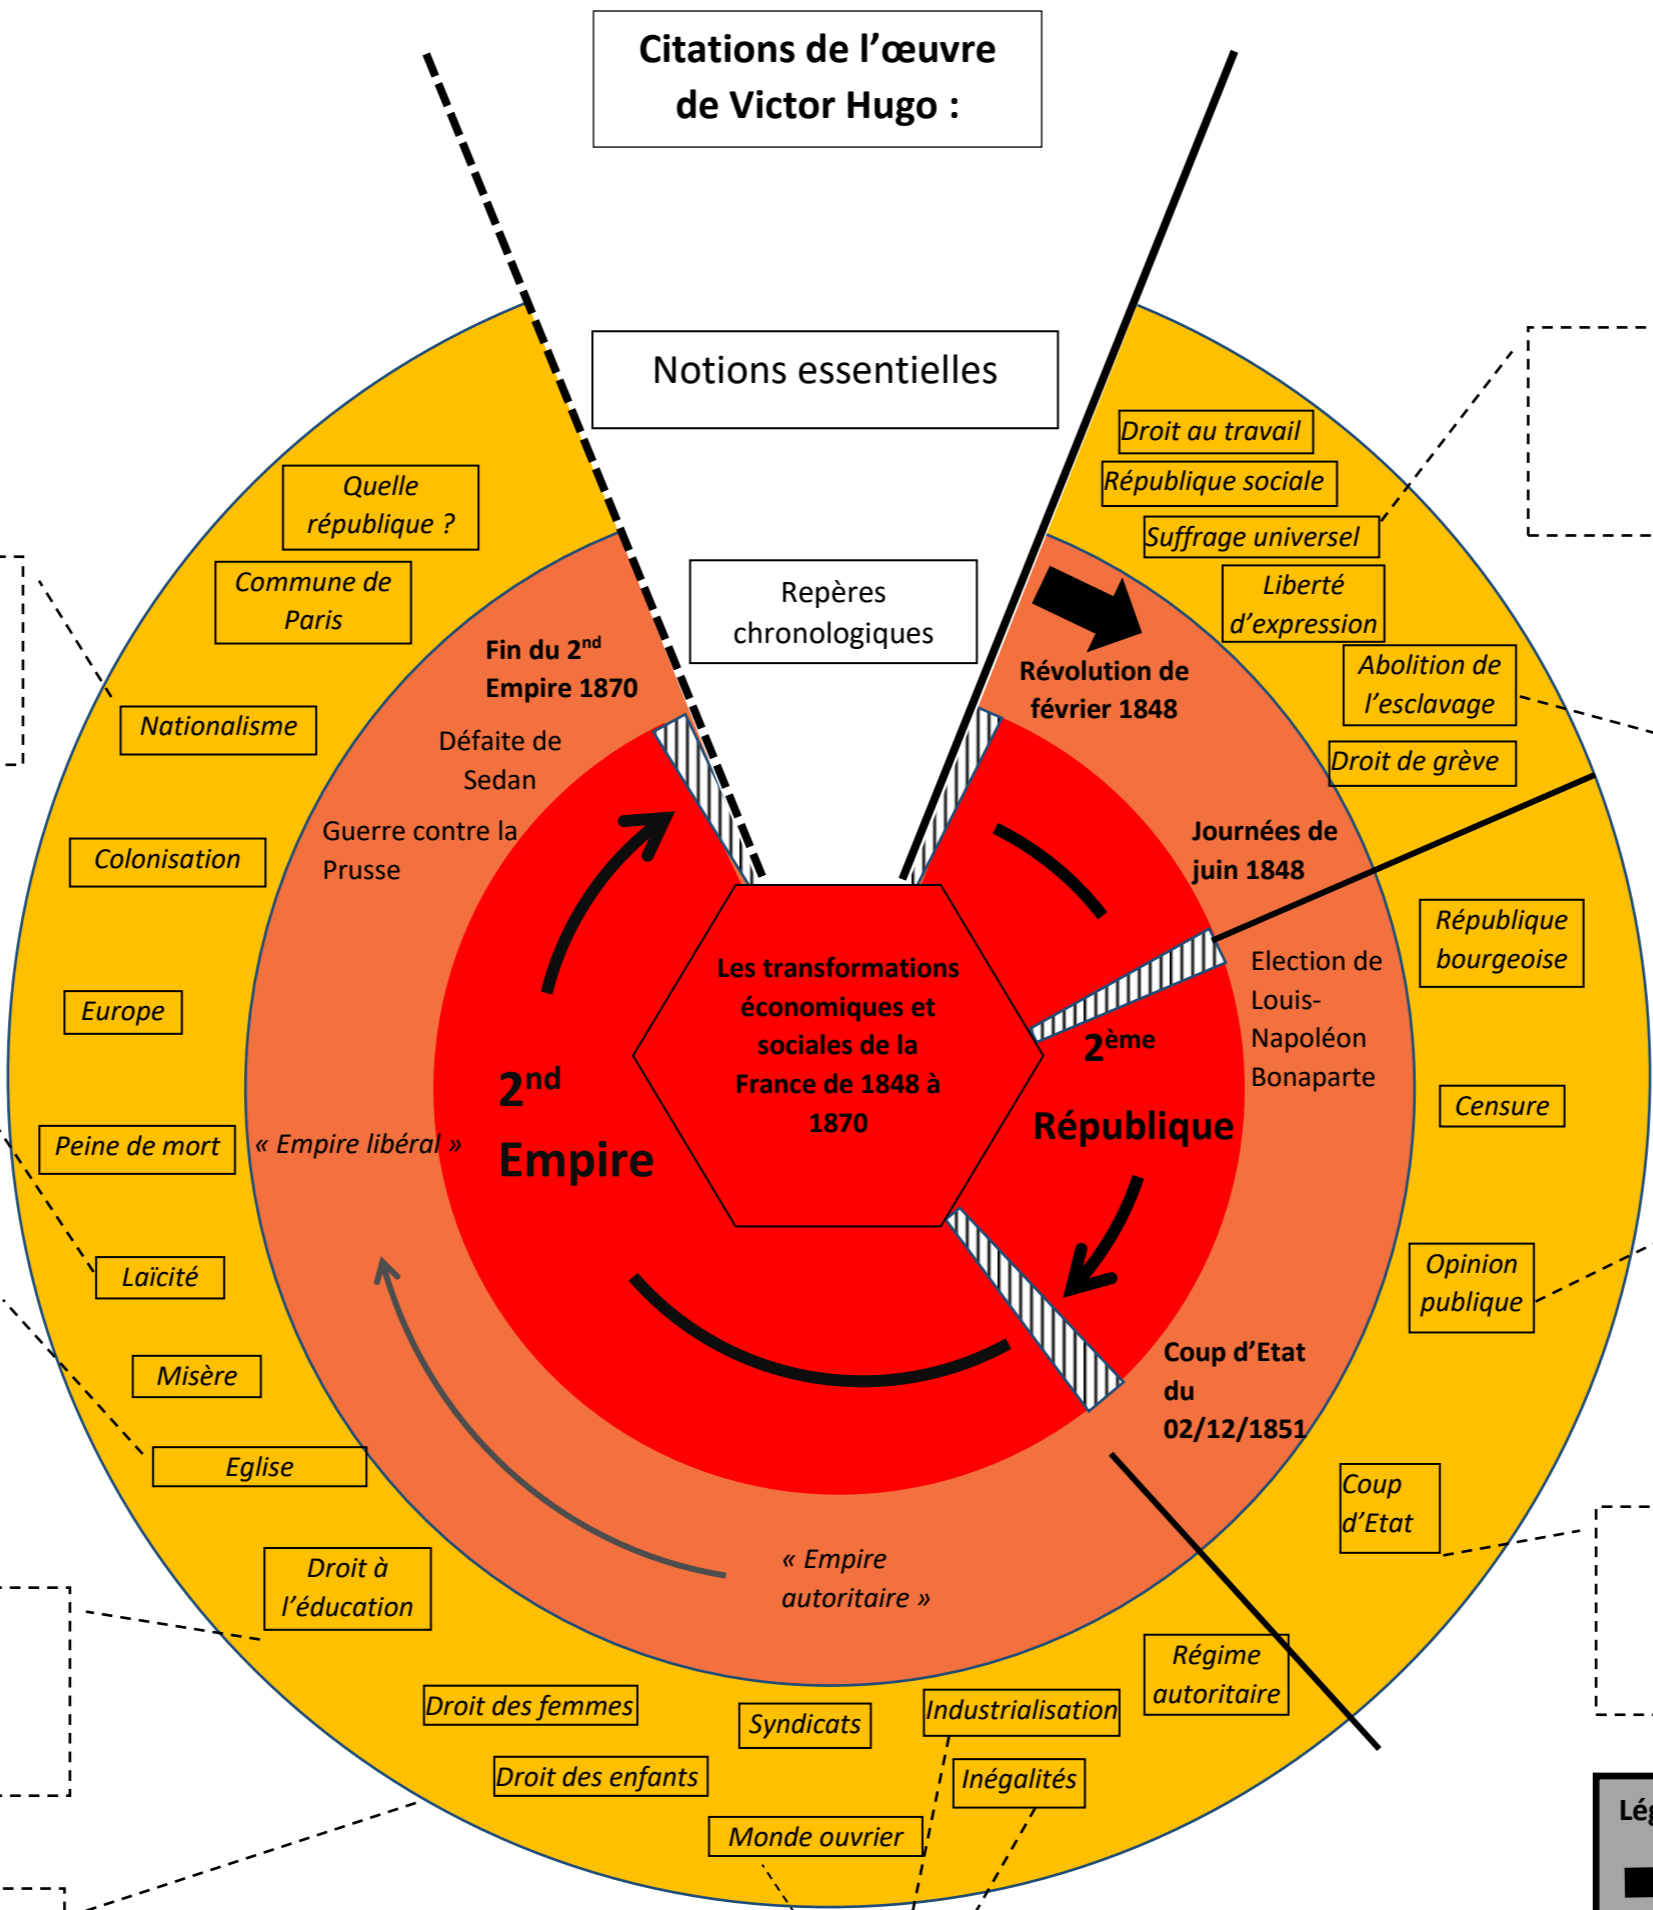 Citations de l’œuvre
de Victor Hugo :
Notions essentielles
Repères
chronologiques
Droit au travail
République sociale
Suffrage universel
Liberté
d’expression
Abolition de
l’esclavage
Droit de grève
République
bourgeoise
Censure
Opinion
publique
Coup
d’Etat
Régime
autoritaire
Industrialisation
Inégalités
Syndicats
Monde ouvrier
Droit des femmes
Droit des enfants
Droit à
l’éducation
Eglise
Misère
Laïcité
Peine de mort
Europe
Colonisation
Nationalisme
Commune de
Paris
Quelle
république ?
Révolution de
février 1848
Journées de
juin 1848
Election de
Louis-
Napoléon
Bonaparte
Coup d’Etat
du
02/12/1851
« Empire
autoritaire »
« Empire libéral »
Guerre contre la
Prusse
Défaite de
Sedan
Fin du 2nd
Empire 1870
2ème
République
2nd
Empire
Les transformations
économiques et
sociales de la
France de 1848 à
1870
Lég